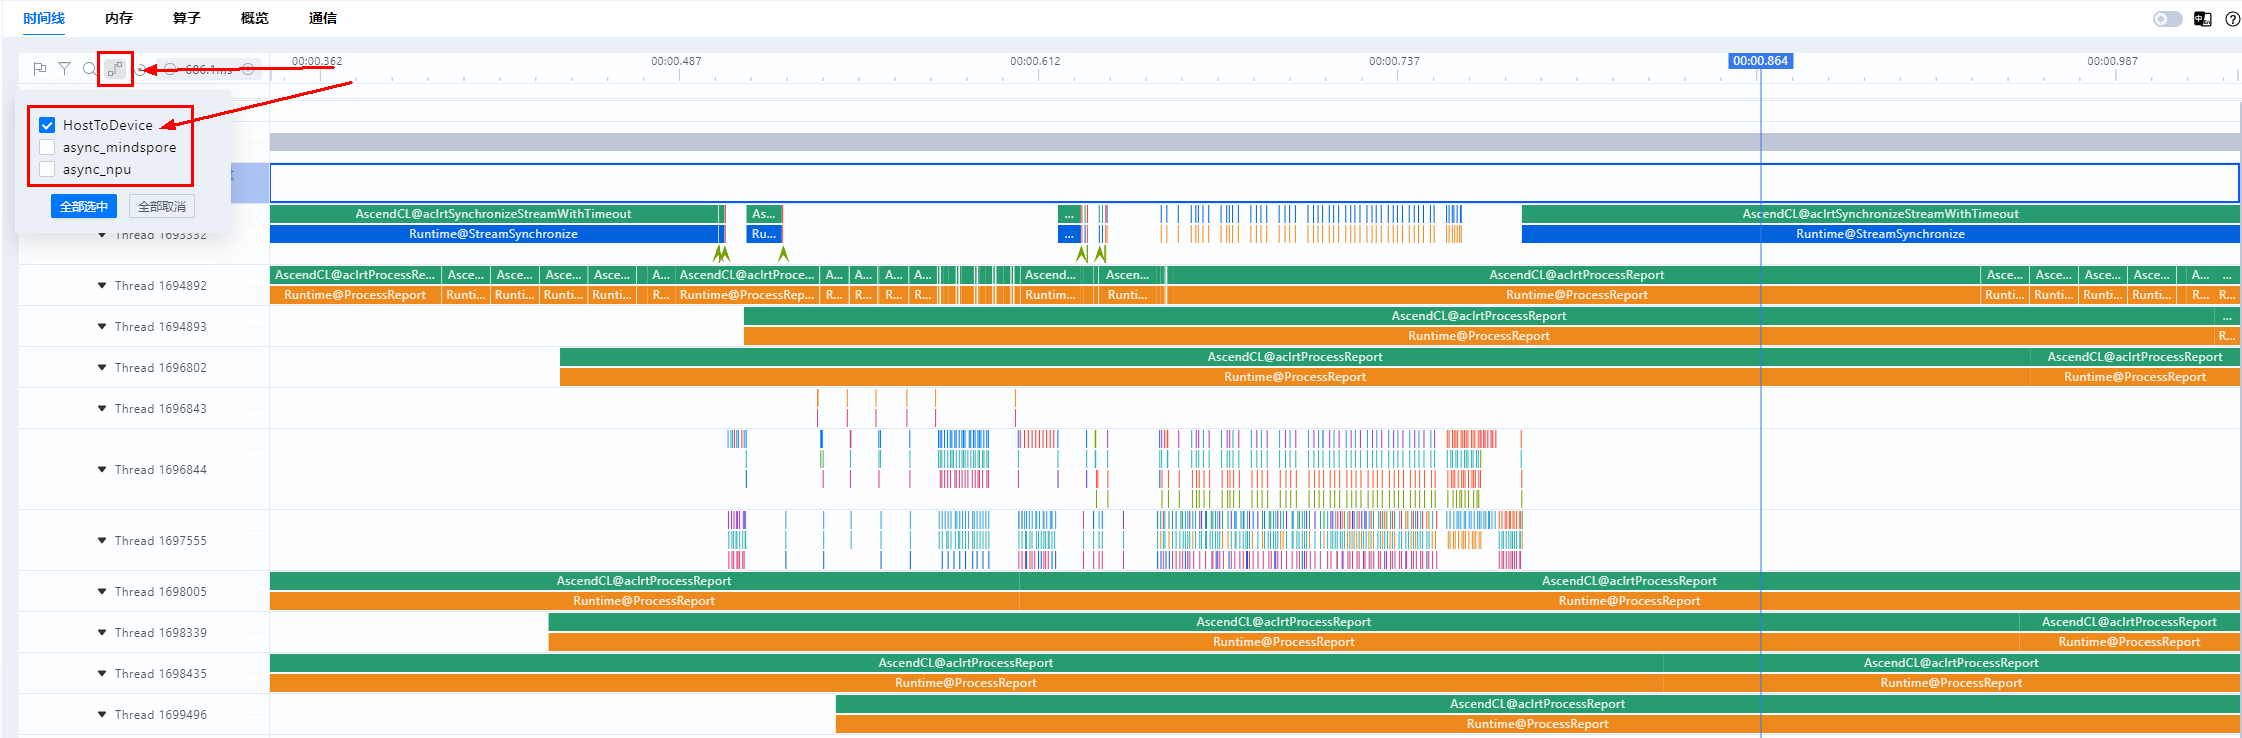 时间线 内存 算子 概览 通信
686.1ms 00:00.362 00:00.487 00:00.612 00:00.737 00:00.864 00:00.987
HostToDevice
async_mindspore
async_npu
全部选中 全部取消
AscendCL@aclrtSynchronizeStreamWithTimeout As... ... AscendCL@aclrtSynchronizeStreamWithTimeout
Thread 1693332 Runtime@StreamSynchronize Ru... ... Runtime@StreamSynchronize
AscendCL@aclrtProcessRe... Asce... Asce... Asce... Asce... A... AscendCL@aclrtProce... A... A... A... A... Ascend... Ascen... AscendCL@aclrtProcessReport Asce... Asce... Asce... Asce... A... ...
Thread 1694892
Runtime@ProcessReport Runti... Runti... Runti... Runti... R... Runtime@ProcessRep... R... R... R... R... Runtim... Runti... Runtime@ProcessReport Runti... Runti... Runti... Runti... R... R...
AscendCL@aclrtProcessReport ...
Thread 1694893
Runtime@ProcessReport R...
AscendCL@aclrtProcessReport AscendCL@aclrtProcessReport
Thread 1696802
Runtime@ProcessReport Runtime@ProcessReport
Thread 1696843
Thread 1696844
Thread 1697555
AscendCL@aclrtProcessReport AscendCL@aclrtProcessReport
Thread 1698005
Runtime@ProcessReport Runtime@ProcessReport
AscendCL@aclrtProcessReport AscendCL@aclrtProcessReport
Thread 1698339
Runtime@ProcessReport Runtime@ProcessReport
AscendCL@aclrtProcessReport AscendCL@aclrtProcessReport
Thread 1698435
Runtime@ProcessReport Runtime@ProcessReport
AscendCL@aclrtProcessReport
Thread 1699496
Runtime@ProcessReport